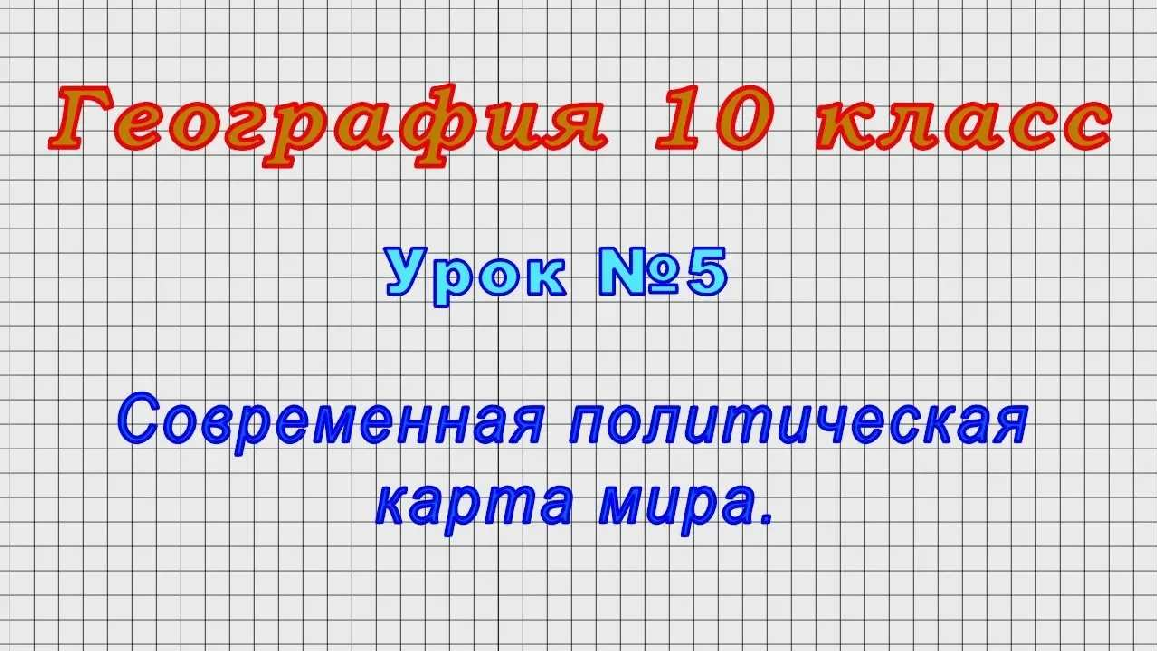 География 10 класс
Урок №5
Современная политическая
карта мира.